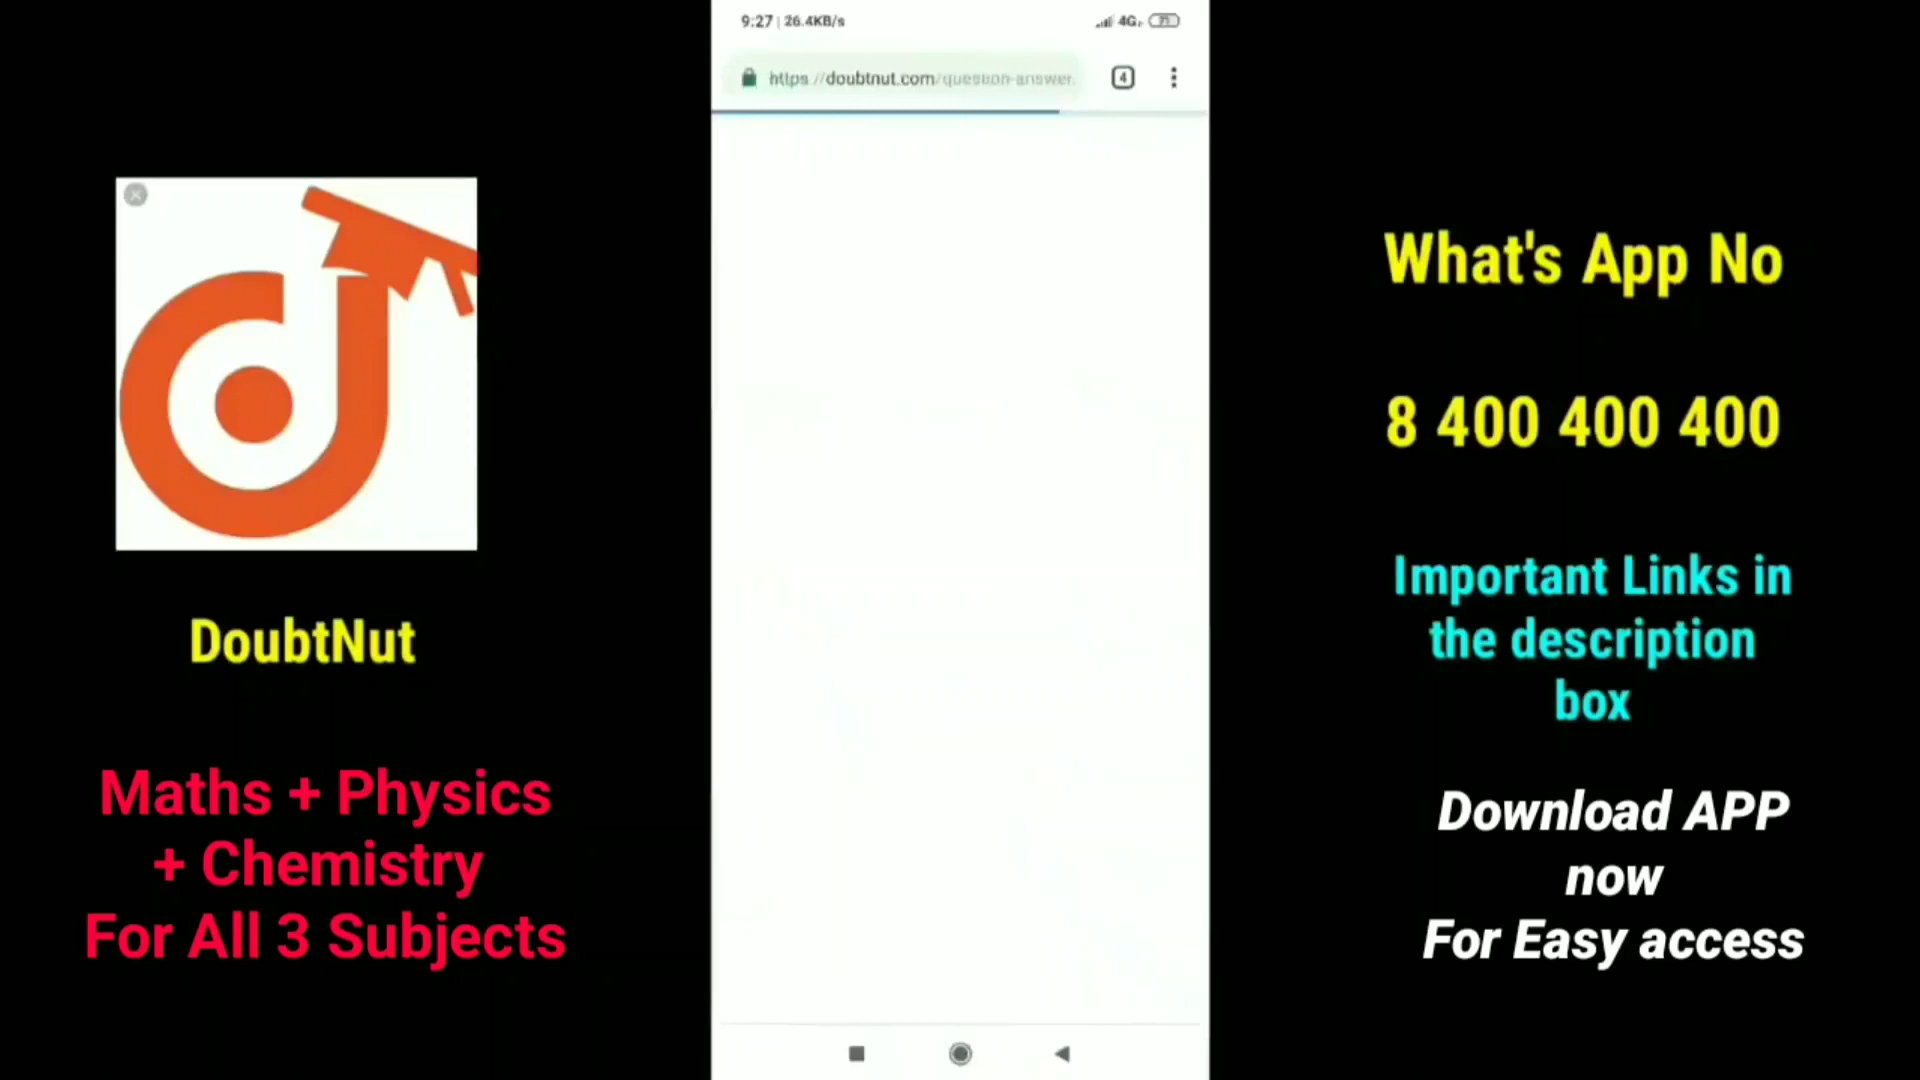 9:27 | 26.4KB/s
4G
71
https://doubtnut.com/question-answer
4
DoubtNut
Maths + Physics
+ Chemistry
For All 3 Subjects
What's App No
8 400 400 400
Important Links in
the description
box
Download APP
now
For Easy access